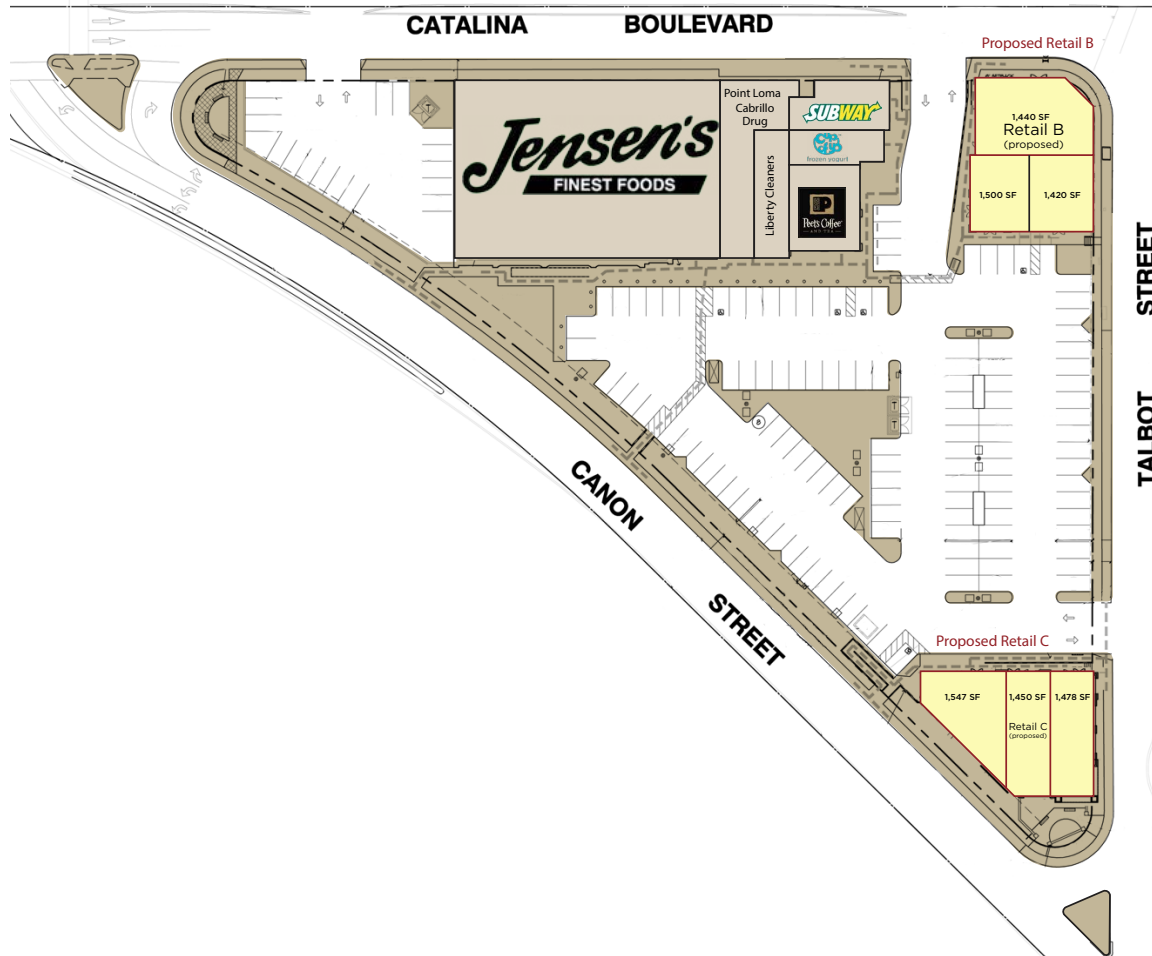 CATALINA BOULEVARD
Proposed Retail B
Point Loma
Cabrillo
Drug
SUBWAY
frozen yogurt
Liberty Cleaners
Peet's Coffee
AND TEA
Jensen's
FINEST FOODS
1,440 SF
Retail B
(proposed)
1,500 SF
1,420 SF
TALBOT STREET
T
T
T
B
CANON STREET
Proposed Retail C
1,547 SF
1,450 SF
1,478 SF
Retail C
(proposed)